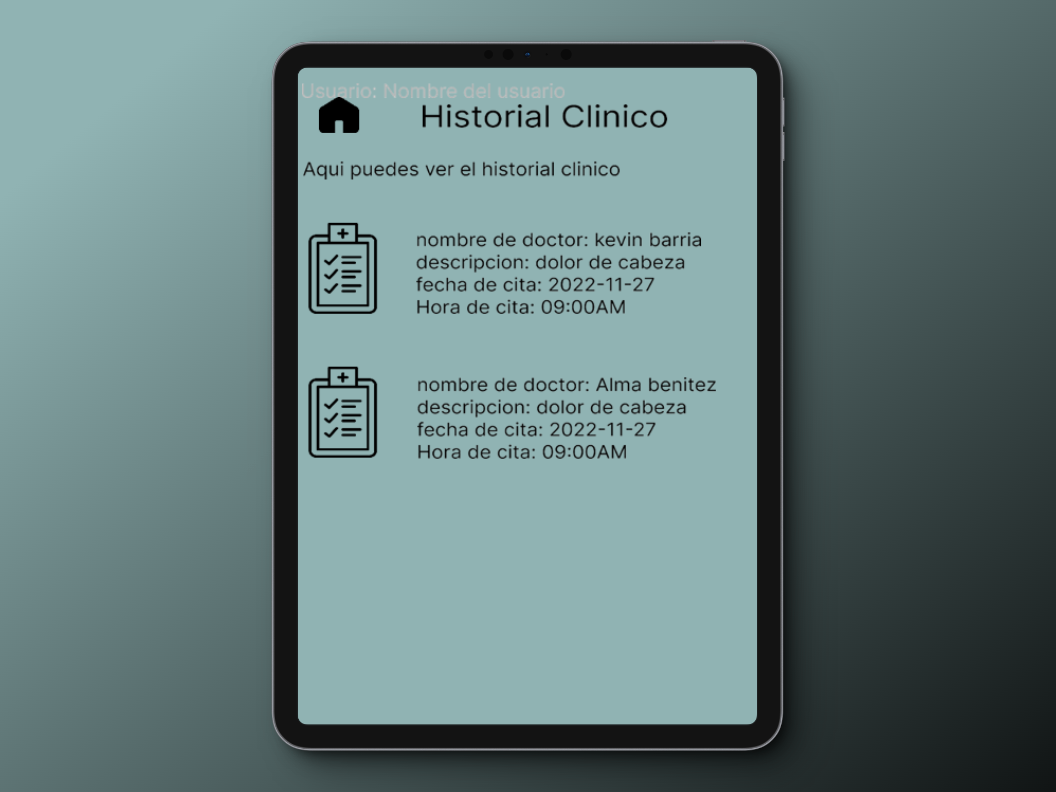 Usuario: Nombre del usuario
Historial Clinico
Aqui puedes ver el historial clinico
nombre de doctor: kevin barria
descripcion: dolor de cabeza
fecha de cita: 2022-11-27
Hora de cita: 09:00AM
nombre de doctor: Alma benitez
descripcion: dolor de cabeza
fecha de cita: 2022-11-27
Hora de cita: 09:00AM